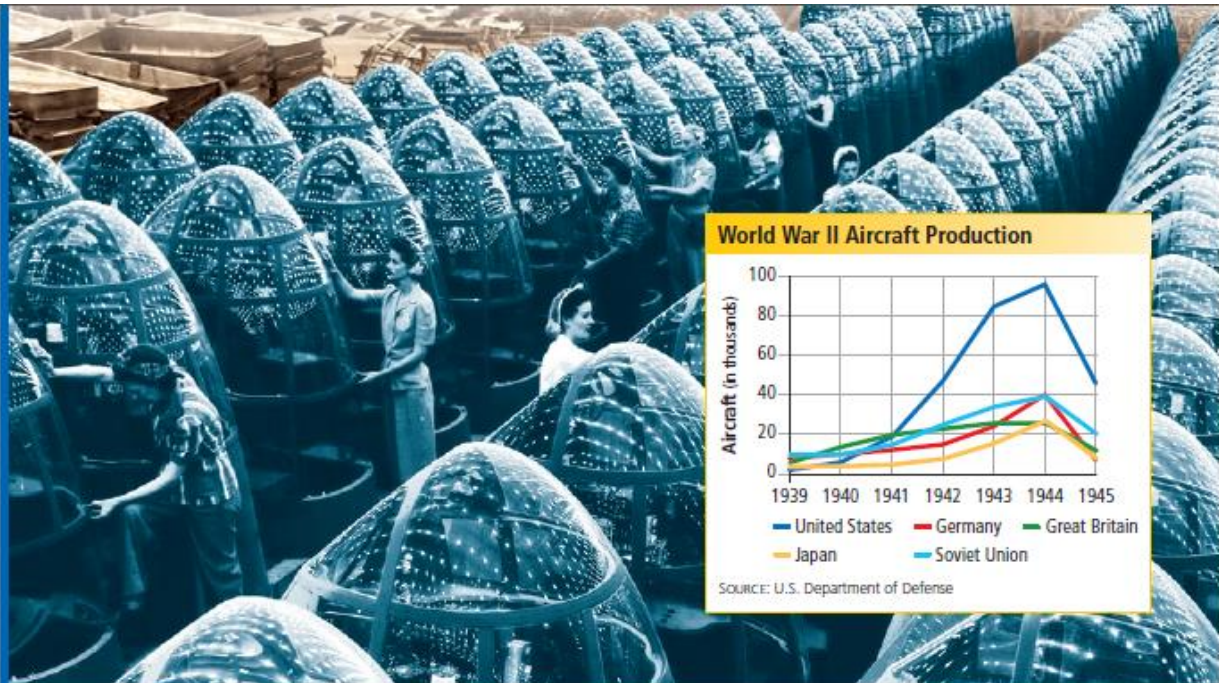 World War II Aircraft Production
Aircraft (in thousands)
100
80
60
40
20
0
1939 1940 1941 1942 1943 1944 1945
United States Germany Great Britain
Japan Soviet Union
SOURCE: U.S. Department of Defense